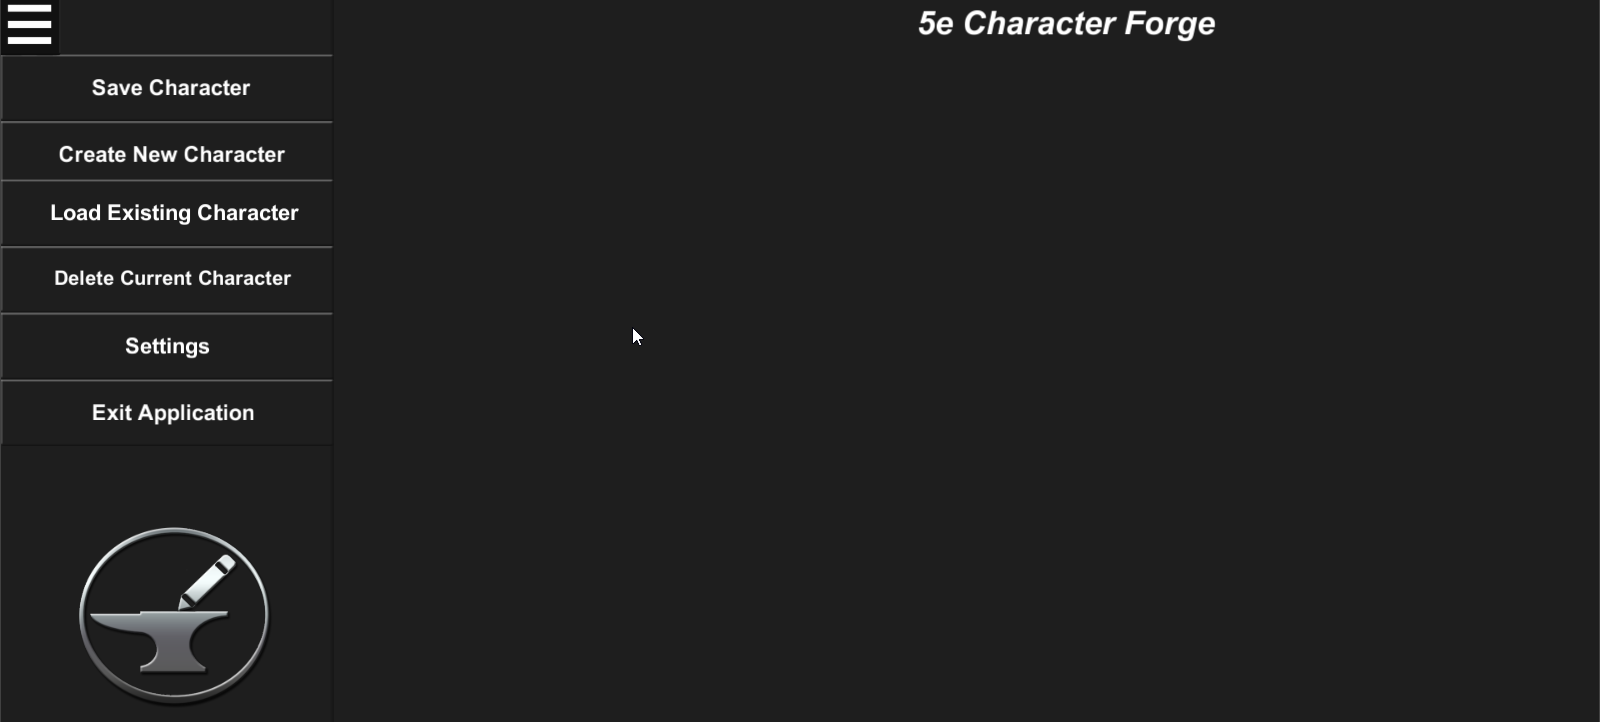 5e Character Forge
Save Character
Create New Character
Load Existing Character
Delete Current Character
Settings
Exit Application